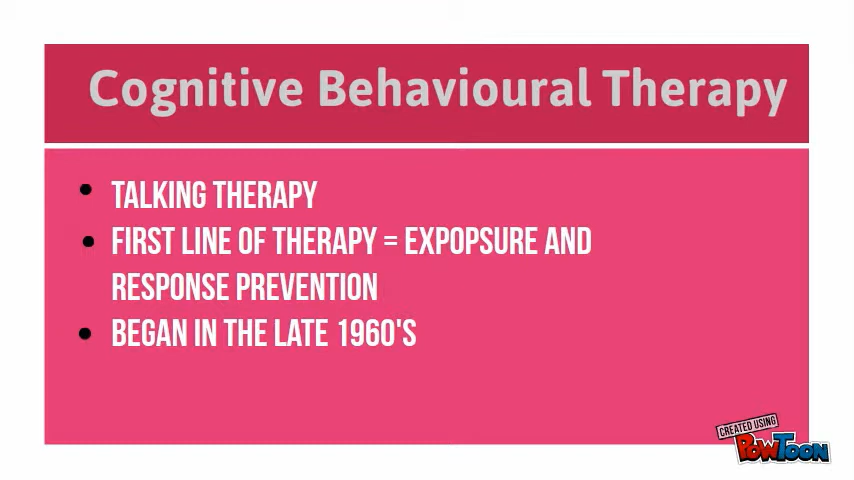 Cognitive Behavioural Therapy
TALKING THERAPY
FIRST LINE OF THERAPY = EXPOPSURE AND
RESPONSE PREVENTION
BEGAN IN THE LATE 1960'S
CREATED USING
POWTOON